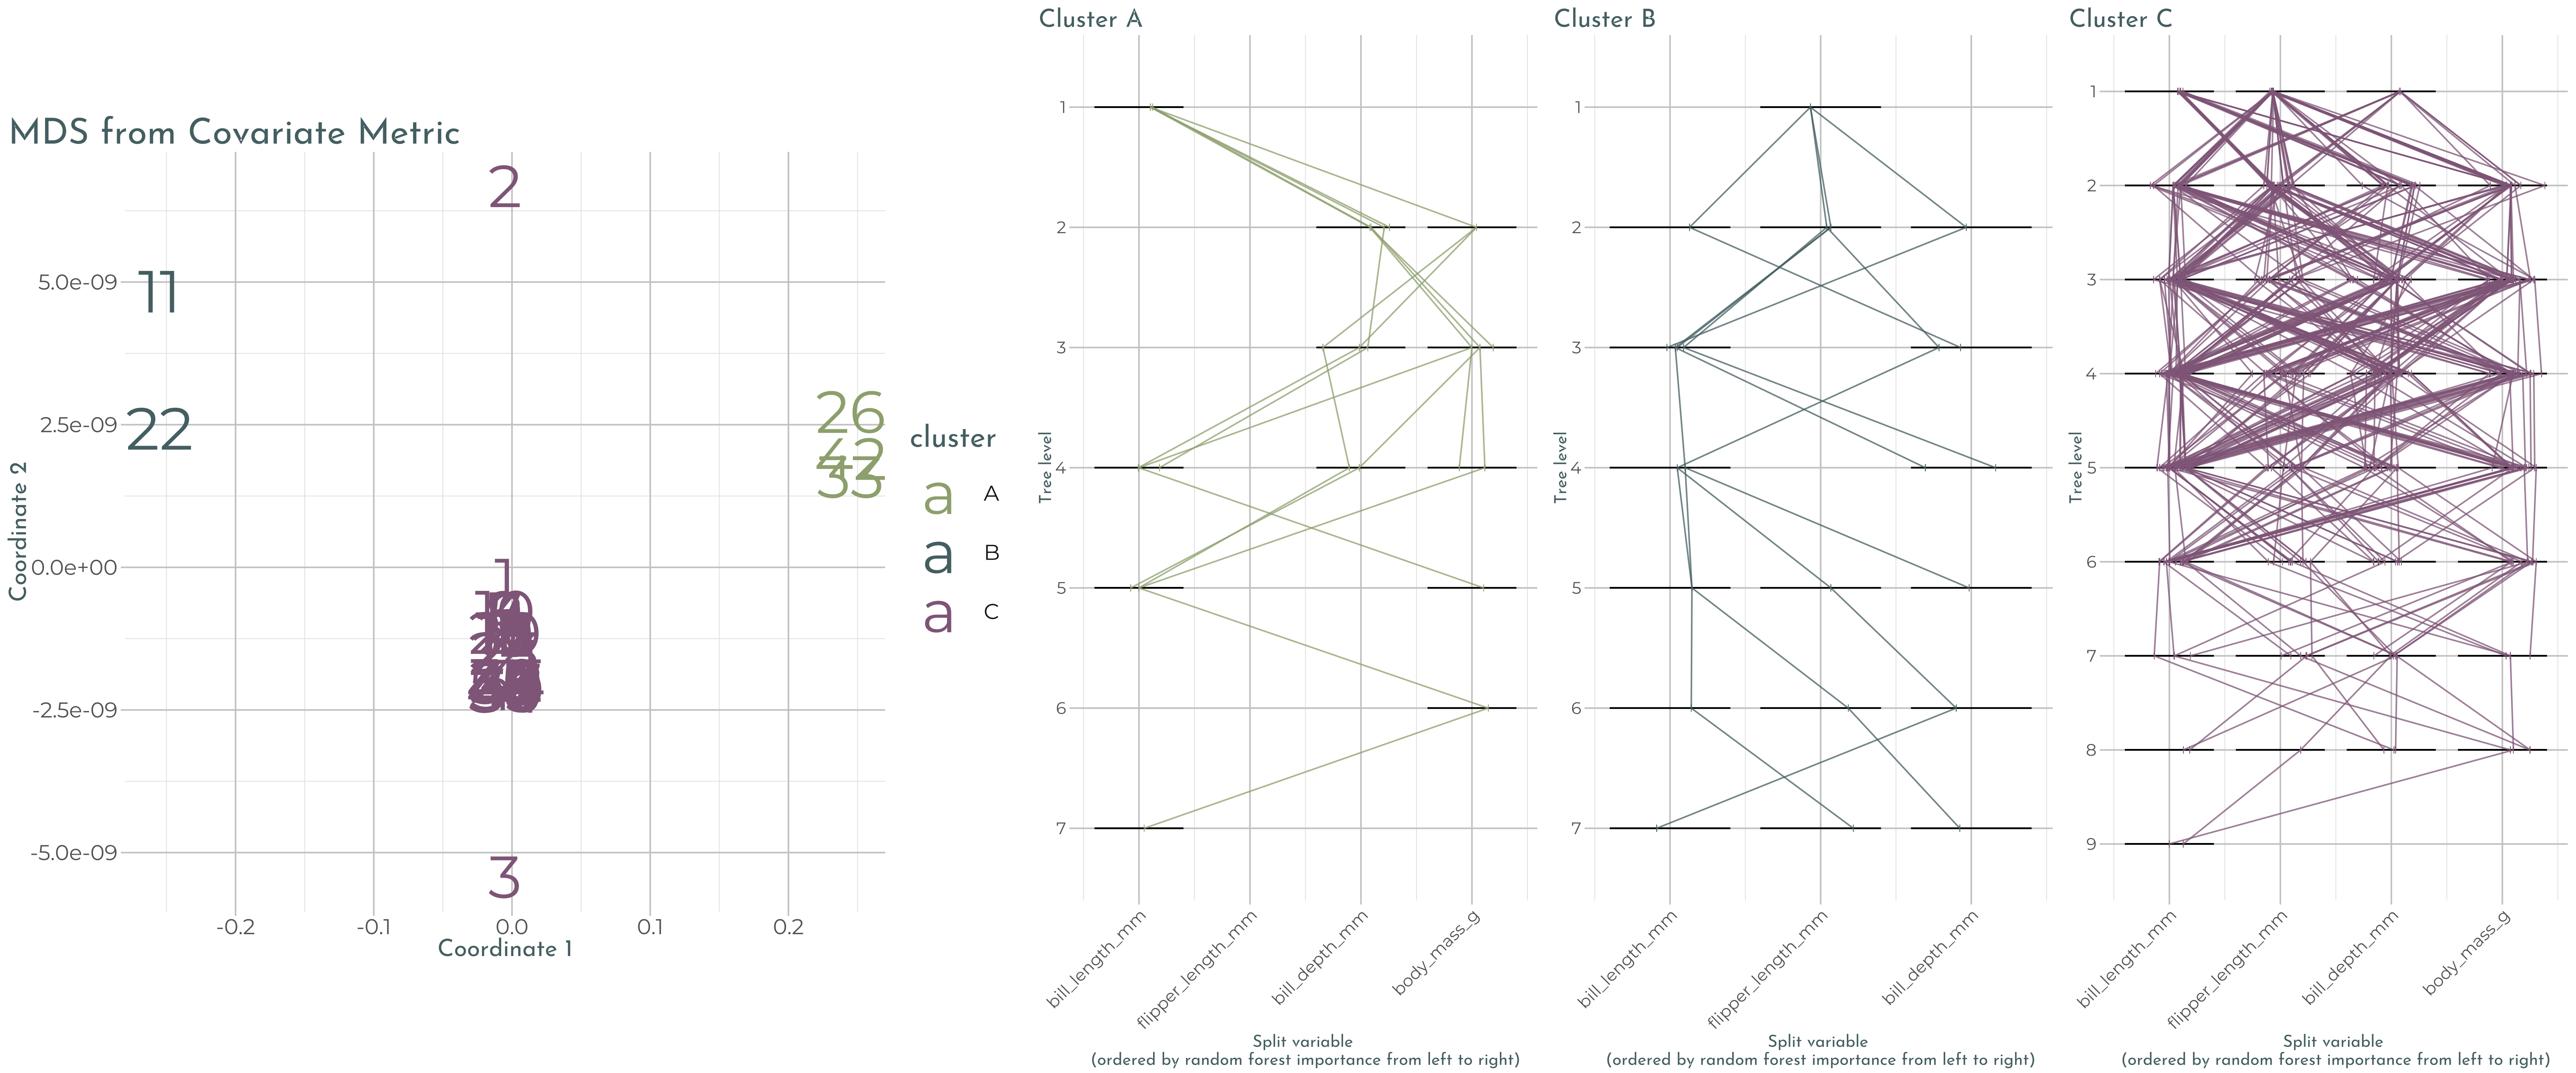 MDS from Covariate Metric
2
5.0e-09
11
2.5e-09
22
26
42
33
0.0e+00
1
-2.5e-09
-5.0e-09
3
-0.2
-0.1
0.0
0.1
0.2
Coordinate 1
Coordinate 2
cluster
a A
a B
a C
Cluster A
1
2
3
4
5
6
7
Tree level
bill_length_mm
flipper_length_mm
bill_depth_mm
body_mass_g
Split variable
(ordered by random forest importance from left to right)
Cluster B
1
2
3
4
5
6
7
Tree level
bill_length_mm
flipper_length_mm
bill_depth_mm
Split variable
(ordered by random forest importance from left to right)
Cluster C
1
2
3
4
5
6
7
8
9
Tree level
bill_length_mm
flipper_length_mm
bill_depth_mm
body_mass_g
Split variable
(ordered by random forest importance from left to right)